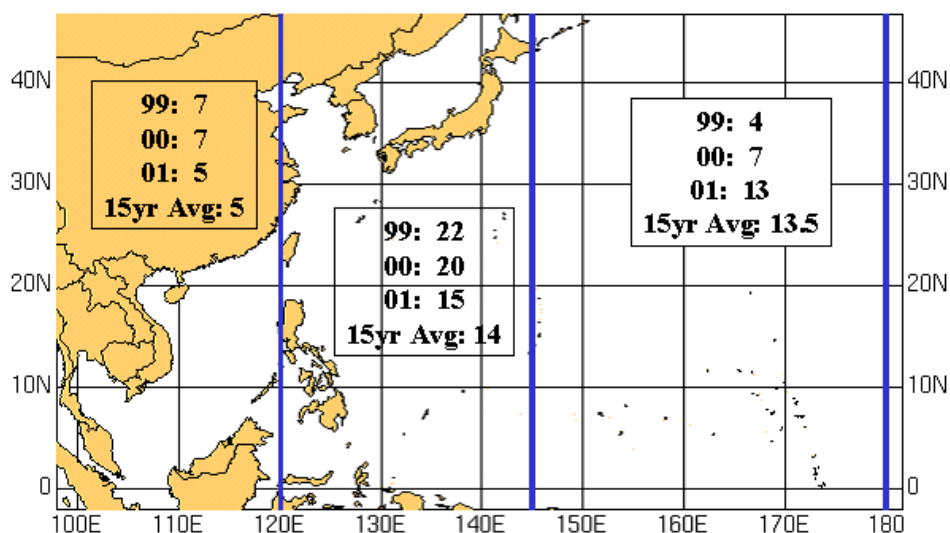 40N
30N
20N
10N
0
99: 7
00: 7
01: 5
15yr Avg: 5
99: 22
00: 20
01: 15
15yr Avg: 14
99: 4
00: 7
01: 13
15yr Avg: 13.5
40N
30N
20N
10N
0
100E 110E 120E 130E 140E 150E 160E 170E 180